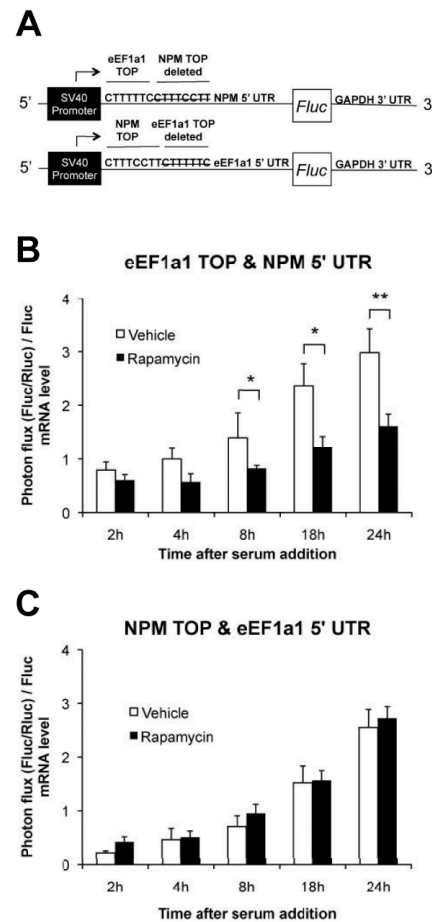 A
eEF1a1 NPM TOP
TOP deleted
5' SV40 Promoter CTTTTTCCTTTCCTT NPM 5' UTR Fluc GAPDH 3' UTR 3
NPM eEF1a1 TOP
TOP deleted
5' SV40 Promoter CTTTCCTTCTTTTTC eEF1a1 5' UTR Fluc GAPDH 3' UTR 3
B
eEF1a1 TOP & NPM 5' UTR
Photon flux (Fluc/Rluc) / Fluc
mRNA level
4
3
2
1
0
Vehicle
Rapamycin
*
*
**
2h 4h 8h 18h 24h
Time after serum addition
C
NPM TOP & eEF1a1 5' UTR
Photon flux (Fluc/Rluc) / Fluc
mRNA level
4
3
2
1
0
Vehicle
Rapamycin
2h 4h 8h 18h 24h
Time after serum addition